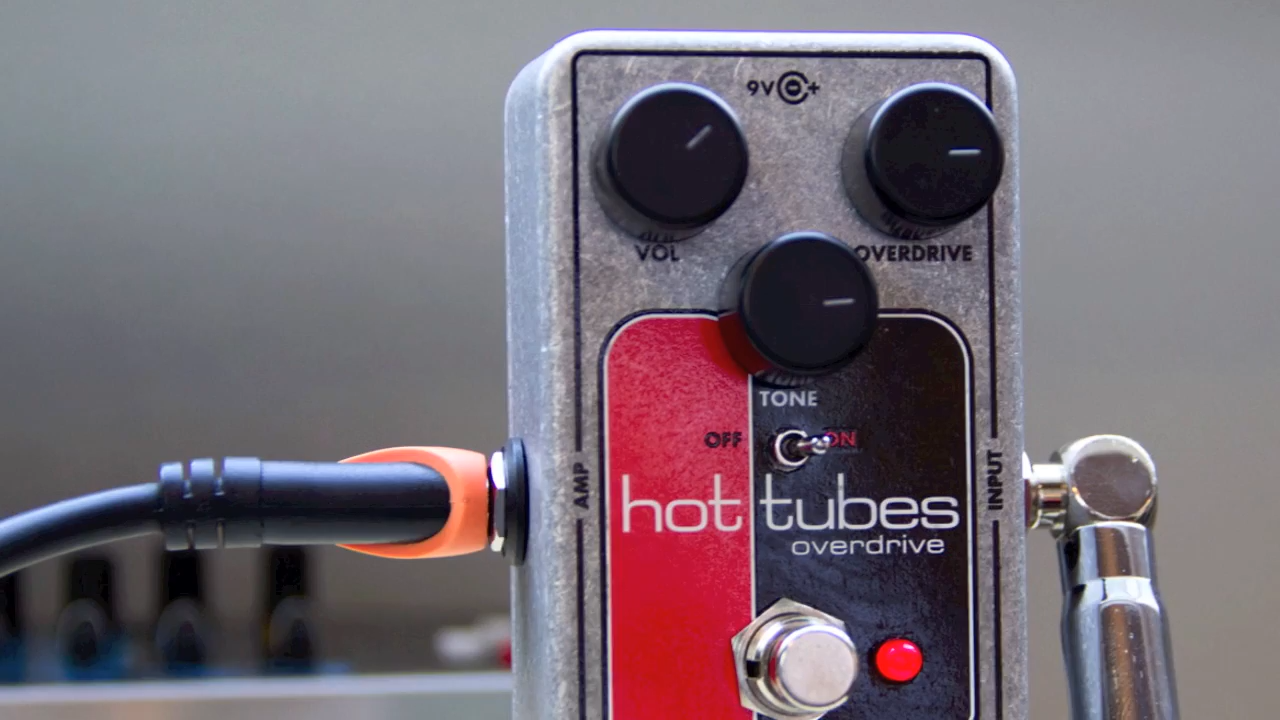 9V
VOL
OVERDRIVE
TONE
OFF
ON
AMP
INPUT
hot tubes
overdrive